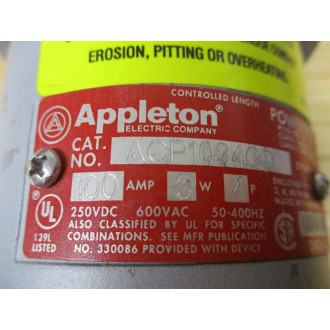 EROSION, PITTING OR OVERHEATING.
CONTROLLED LENGTH
Appleton®
ELECTRIC COMPANY
CAT.
NO.
100 AMP 3 W 4 P
250VDC 600VAC 50-400HZ
UL
139L
LISTED
ALSO CLASSIFIED BY UL FOR SPECIFIC
COMBINATIONS. SEE MFR PUBLICATION
NO. 330086 PROVIDED WITH DEVICE